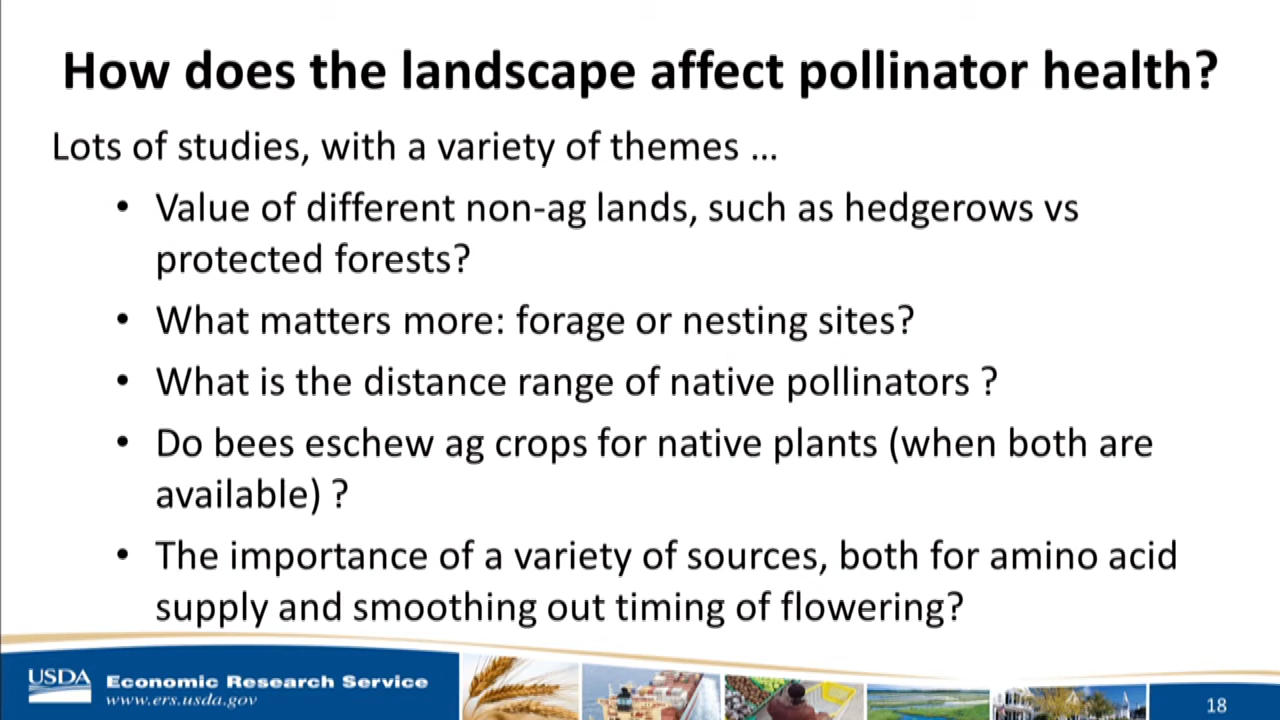 How does the landscape affect pollinator health?
Lots of studies, with a variety of themes ...
• Value of different non-ag lands, such as hedgerows vs
protected forests?
• What matters more: forage or nesting sites?
• What is the distance range of native pollinators ?
• Do bees eschew ag crops for native plants (when both are
available) ?
• The importance of a variety of sources, both for amino acid
supply and smoothing out timing of flowering?
USDA Economic Research Service
www.ers.usda.gov
18